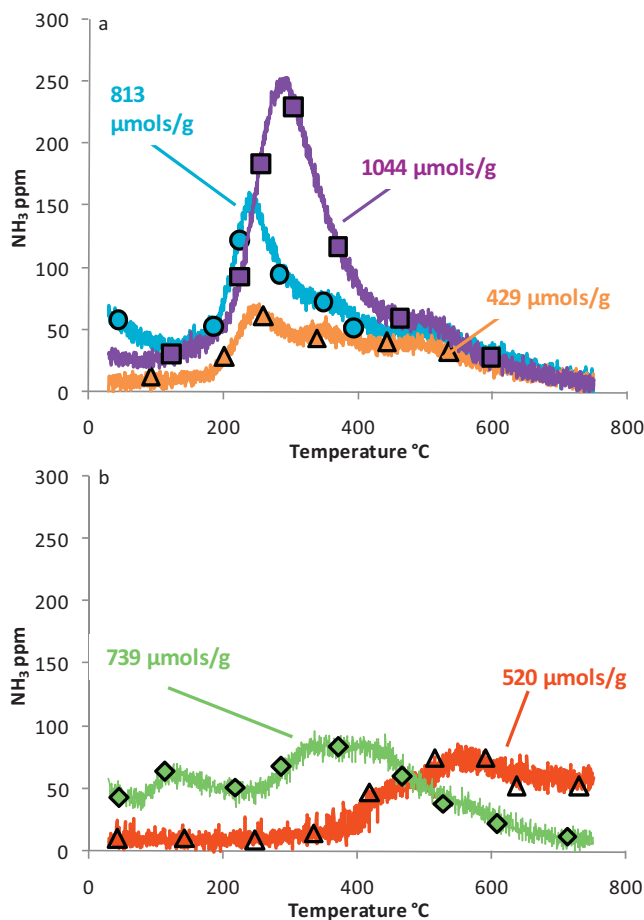 a
300
250
200
150
100
50
0
NH₃ ppm
813
µmols/g
1044 µmols/g
429 µmols/g
0 200 400 600 800
Temperature °C
b
300
250
200
150
100
50
0
NH₃ ppm
739 µmols/g
520 µmols/g
0 200 400 600 800
Temperature °C